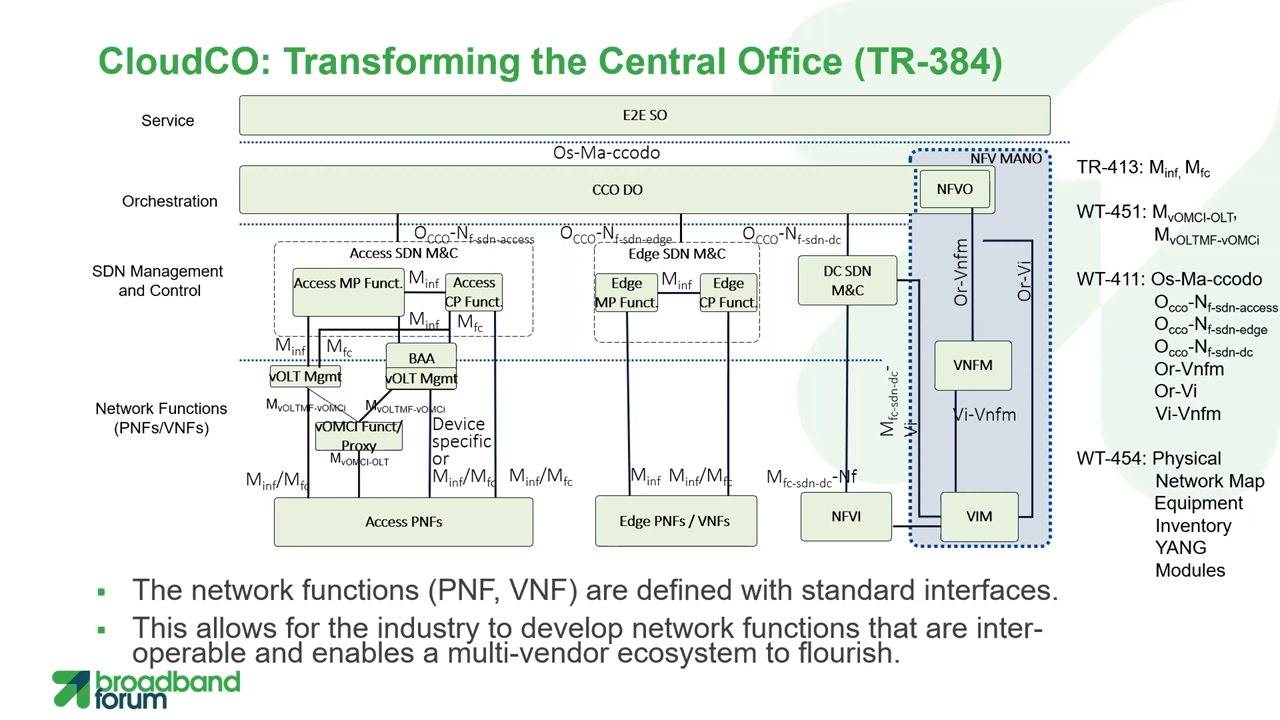 CloudCO: Transforming the Central Office (TR-384)
Service
E2E SO
Os-Ma-ccodo
NFV MANO
Orchestration
CCO DO
NFVO
OCCO-Nf-sdn-access
OCCO-Nf-sdn-edge
OCCO-Nf-sdn-dc
SDN Management
and Control
Access SDN M&C
Access MP Funct.
Minf
Access
CP Funct.
Minf
Mfc
Edge SDN M&C
Edge
MP Funct.
Minf
Edge
CP Funct.
DC SDN
M&C
Or-Vnfm
Or-Vi
Minf
Mfc
BAA
vOLT Mgmt
vOLT Mgmt
VNFM
Network Functions
(PNFs/VNFs)
MvOLTMF-vOMCi
MvOLTMF-vOMCi
vOMCI Funct/
Proxy
MvOMCI-OLT
Device
specific
or
Minf/Mfc
Minf/Mfc
Minf/Mfc
Minf
Minf/Mfc
Mfc-sdn-dc-Nf
Mfc-sdn-dc-
Vi
Vi-Vnfm
Access PNFs
Edge PNFs / VNFs
NFVI
VIM
TR-413: Minf, Mfc
WT-451: MvOMCI-OLT,
MvOLTMF-vOMCi
WT-411: Os-Ma-ccodo
Occo-Nf-sdn-access
Occo-Nf-sdn-edge
Occo-Nf-sdn-dc
Or-Vnfm
Or-Vi
Vi-Vnfm
WT-454: Physical
Network Map
Equipment
Inventory
YANG
Modules
▪ The network functions (PNF, VNF) are defined with standard interfaces.
▪ This allows for the industry to develop network functions that are inter-
operable and enables a multi-vendor ecosystem to flourish.
broadband
forum